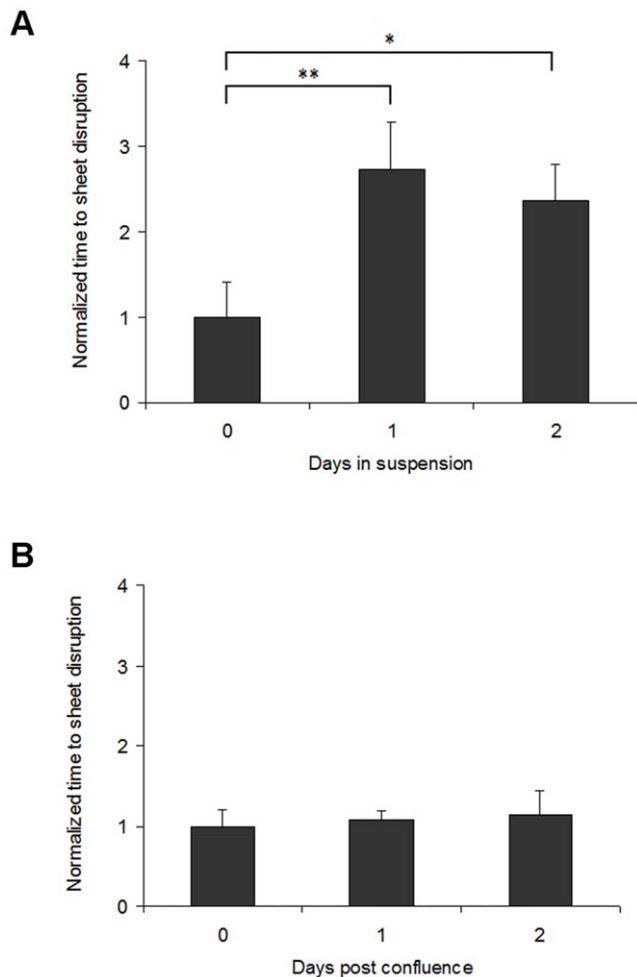 A
*
**
4
3
2
1
0
Normalized time to sheet disruption
0 1 2
Days in suspension
B
4
3
2
1
0
Normalized time to sheet disruption
0 1 2
Days post confluence